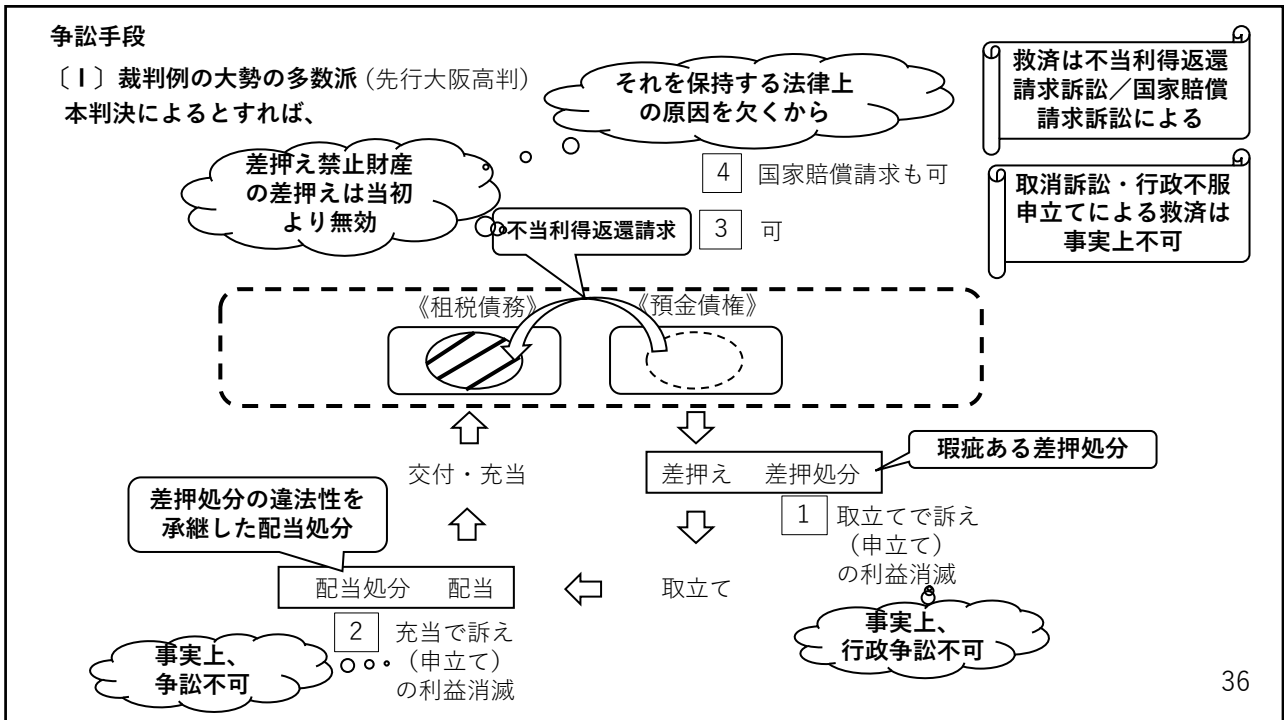 争訟手段
〔Ⅰ〕裁判例の大勢の多数派 (先行大阪高判)
本判決によるとすれば、
それを保持する法律上
の原因を欠くから
救済は不当利得返還
請求訴訟／国家賠償
請求訴訟による
差押え禁止財産
の差押えは当初
より無効
4 国家賠償請求も可
取消訴訟・行政不服
申立てによる救済は
事実上不可
不当利得返還請求
3 可
《租税債務》
《預金債権》
交付・充当
差押え 差押処分
瑕疵ある差押処分
差押処分の違法性を
承継した配当処分
1 取立てで訴え
（申立て）
の利益消滅
配当処分 配当
取立て
2 充当で訴え
（申立て）
の利益消滅
事実上、
争訟不可
事実上、
行政争訟不可
36